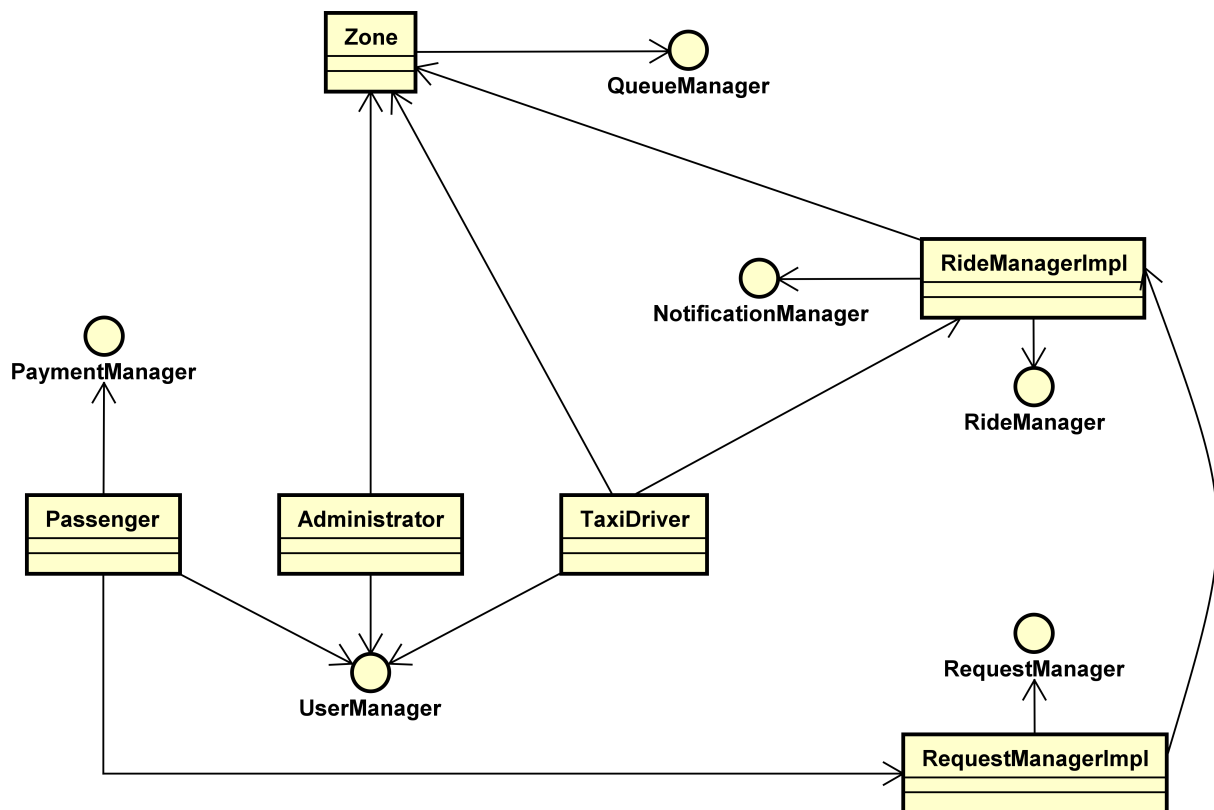 Zone
QueueManager
RideManagerImpl
NotificationManager
PaymentManager
RideManager
Passenger
Administrator
TaxiDriver
RequestManager
UserManager
RequestManagerImpl